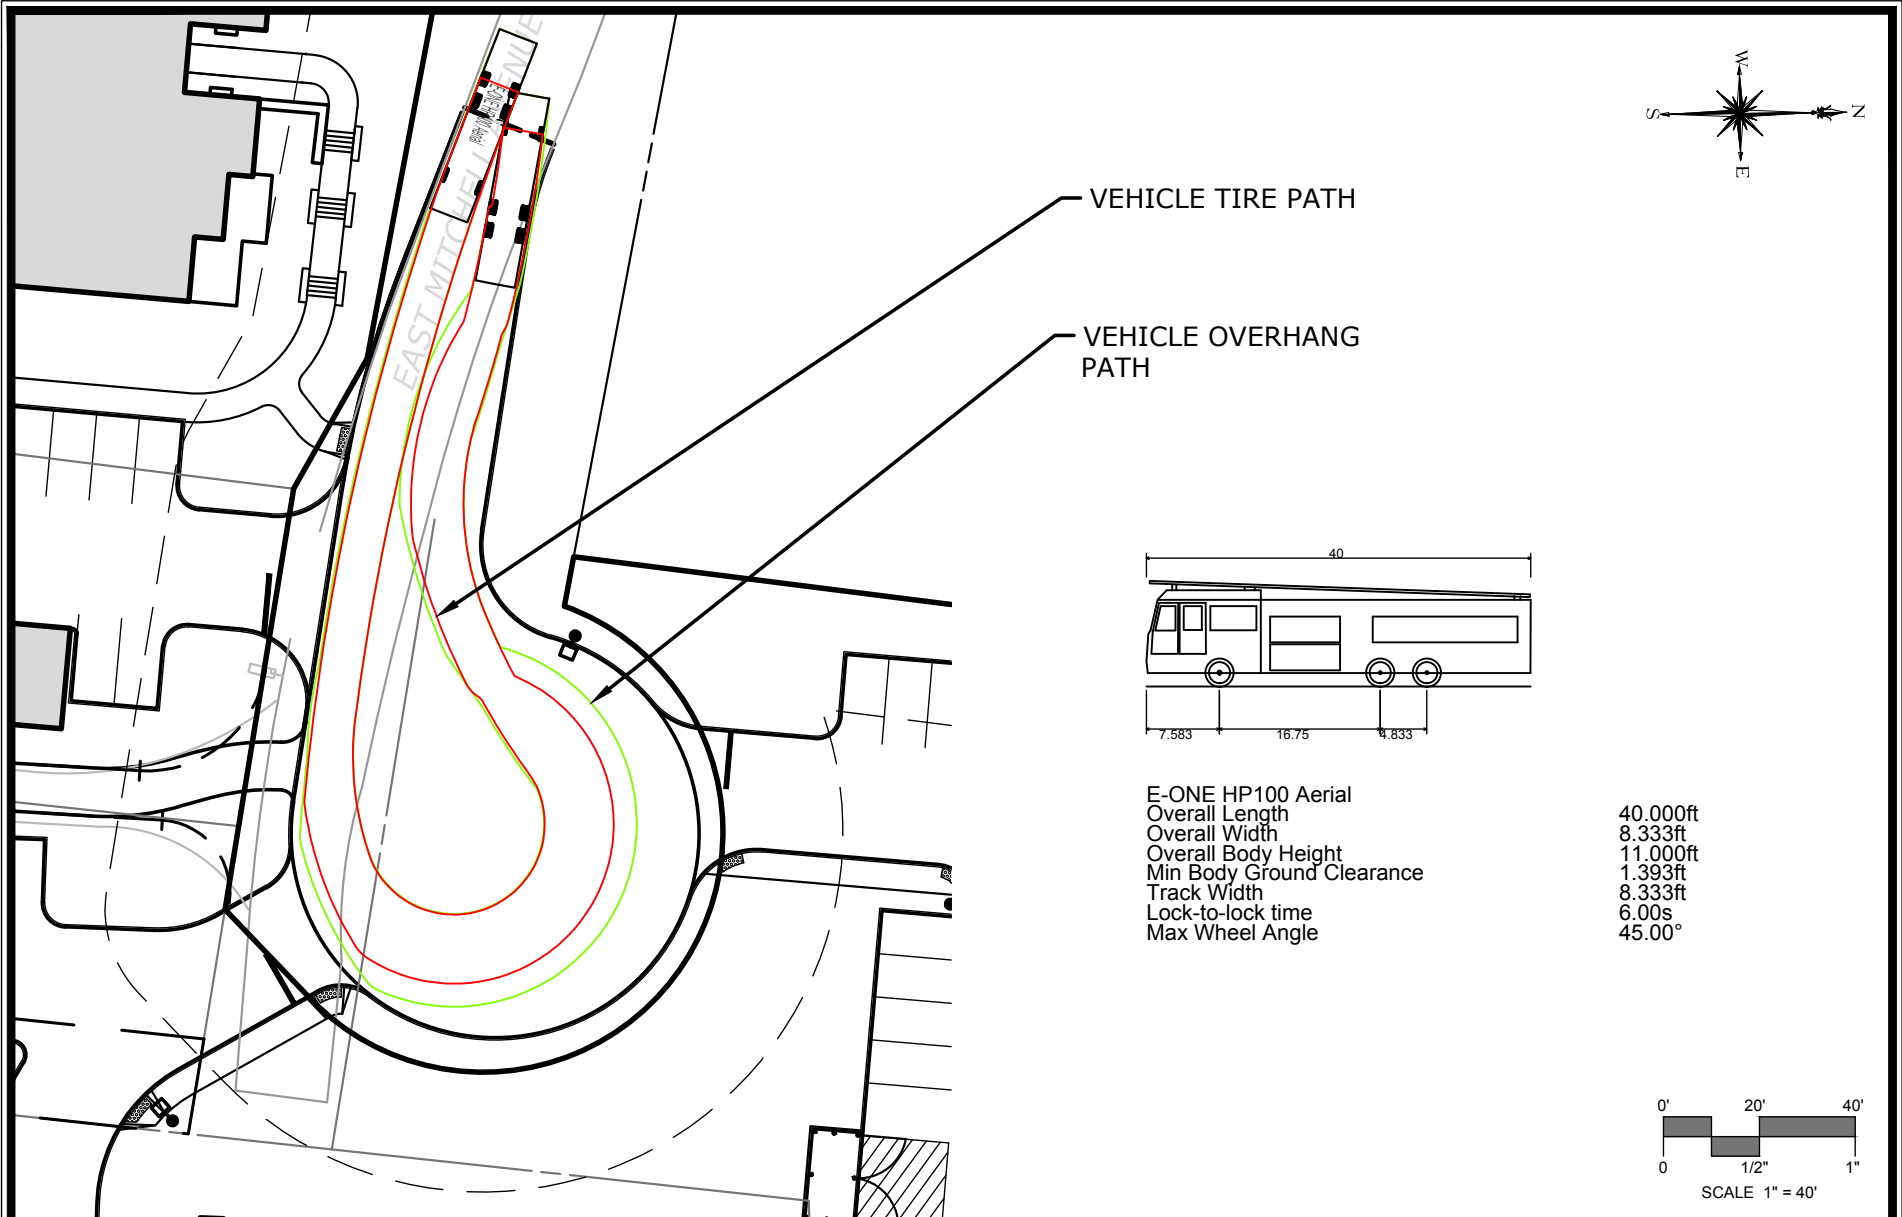 W
S
N
E
EAST MITCHELL AVENUE
E-ONE HP100 Aerial
VEHICLE TIRE PATH
VEHICLE OVERHANG
PATH
40
7.583
16.75
4.833
E-ONE HP100 Aerial
Overall Length 40.000ft
Overall Width 8.333ft
Overall Body Height 11.000ft
Min Body Ground Clearance 1.393ft
Track Width 8.333ft
Lock-to-lock time 6.00s
Max Wheel Angle 45.00°
0' 20' 40'
0 1/2" 1"
SCALE 1" = 40'